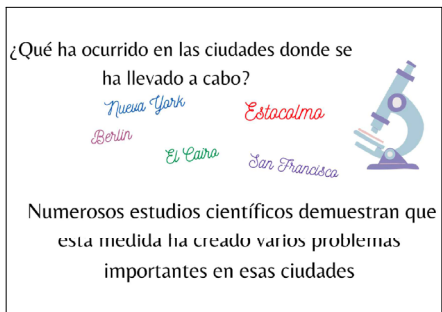 ¿Qué ha ocurrido en las ciudades donde se
ha llevado a cabo?
Nueva York
Estocolmo
Berlín
El Cairo
San Francisco
Numerosos estudios científicos demuestran que
esta medida ha creado varios problemas
importantes en esas ciudades